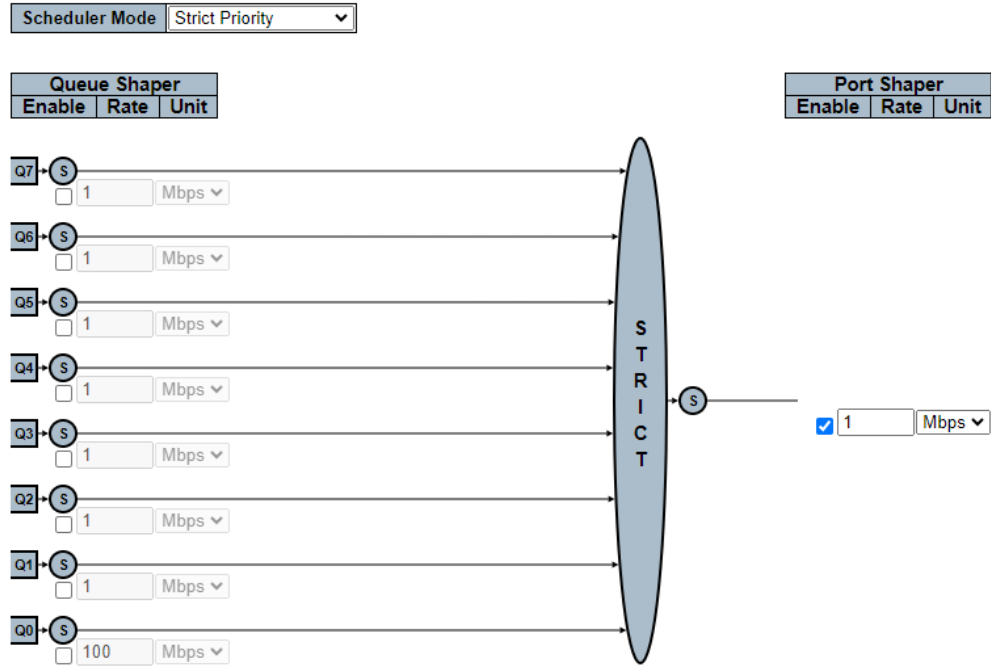 Scheduler Mode Strict Priority
Queue Shaper Port Shaper
Enable Rate Unit Enable Rate Unit
Q7 S
1 Mbps
Q6 S
1 Mbps
Q5 S
1 Mbps
Q4 S
1 Mbps
Q3 S
1 Mbps
Q2 S
1 Mbps
Q1 S
1 Mbps
Q0 S
100 Mbps
STRICT
S
1 Mbps